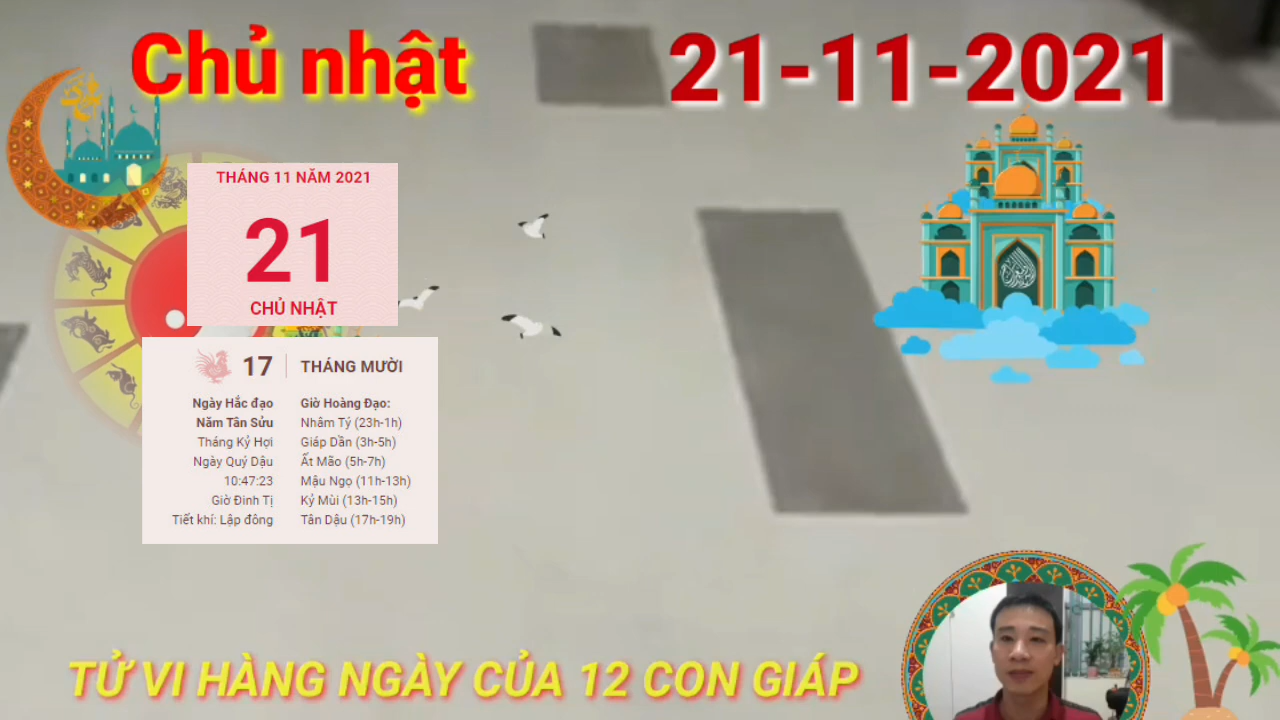 Chủ nhật 21-11-2021
THÁNG 11 NĂM 2021
21
CHỦ NHẬT
17 THÁNG MƯỜI
Ngày Hắc đạo Giờ Hoàng Đạo:
Năm Tân Sửu Nhâm Tý (23h-1h)
Tháng Kỷ Hợi Giáp Dần (3h-5h)
Ngày Quý Dậu Ất Mão (5h-7h)
10:47:23 Mậu Ngọ (11h-13h)
Giờ Đinh Tị Kỷ Mùi (13h-15h)
Tiết khí: Lập đông Tân Dậu (17h-19h)
TỬ VI HÀNG NGÀY CỦA 12 CON GIÁP